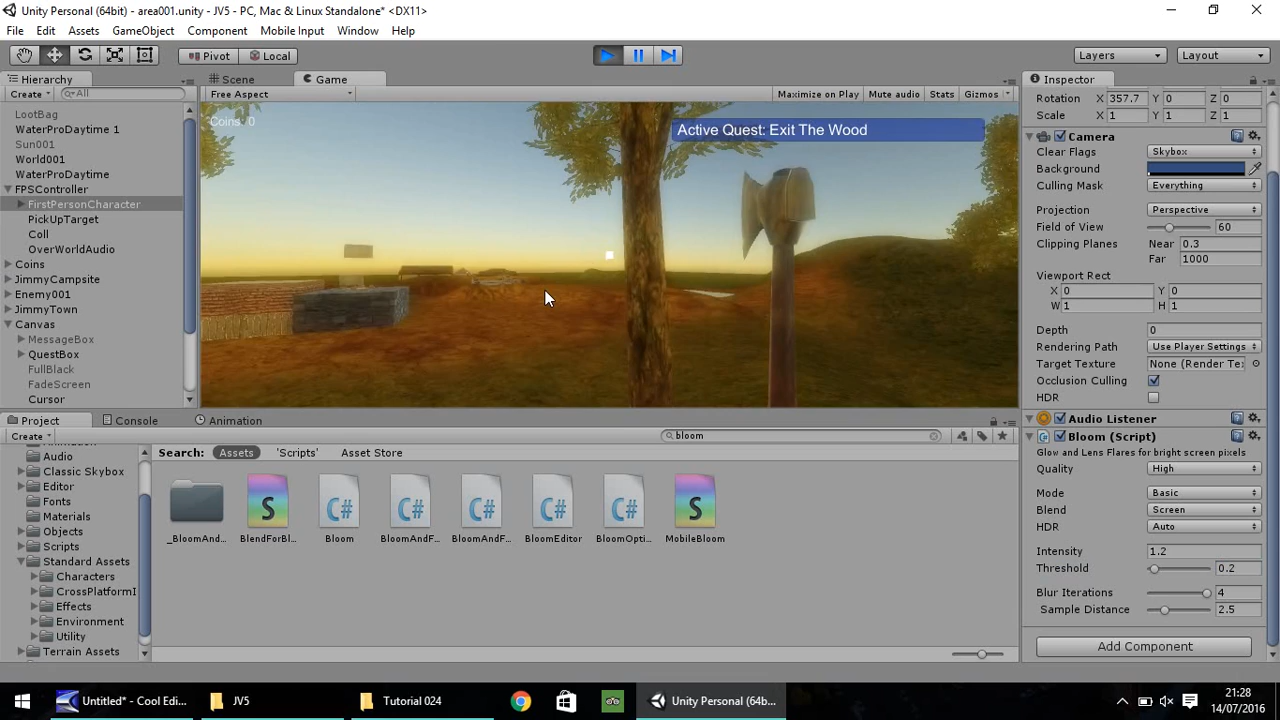 Unity Personal (64bit) - area001.unity - JV5 - PC, Mac & Linux Standalone* <DX11>
File Edit Assets GameObject Component Mobile Input Window Help
Pivot Local Layers Layout
Hierarchy Scene Game Inspector
Create All Free Aspect Maximize on Play Mute audio Stats Gizmos
Rotation X 357.7 Y 0 Z 0
Scale X 1 Y 1 Z 1
LootBag
WaterProDaytime 1
Sun001
World001
WaterProDaytime
FPSController
FirstPersonCharacter
PickUpTarget
Coll
OverWorldAudio
Coins
JimmyCampsite
Enemy001
JimmyTown
Canvas
MessageBox
QuestBox
FullBlack
FadeScreen
Cursor
Coins: 0
Active Quest: Exit The Wood
Camera
Clear Flags Skybox
Background
Culling Mask Everything
Projection Perspective
Field of View 60
Clipping Planes Near 0.3
Far 1000
Viewport Rect
X 0 Y 0
W 1 H 1
Depth 0
Rendering Path Use Player Settings
Target Texture None (Render Te:
Occlusion Culling
HDR
Audio Listener
Bloom (Script)
Glow and Lens Flares for bright screen pixels
Quality High
Mode Basic
Blend Screen
HDR Auto
Intensity 1.2
Threshold 0.2
Blur Iterations 4
Sample Distance 2.5
Add Component
Project Console Animation
Create bloom
Search: Assets 'Scripts' Asset Store
Audio
Classic Skybox
Editor
Fonts
Materials
Objects
Scripts
Standard Assets
Characters
CrossPlatformI
Effects
Environment
Utility
Terrain Assets
_BloomAnd... BlendForBl... Bloom BloomAndF... BloomAndF... BloomEditor BloomOpti... MobileBloom
Untitled* - Cool Edi... JV5 Tutorial 024 Unity Personal (64b...
21:28
14/07/2016